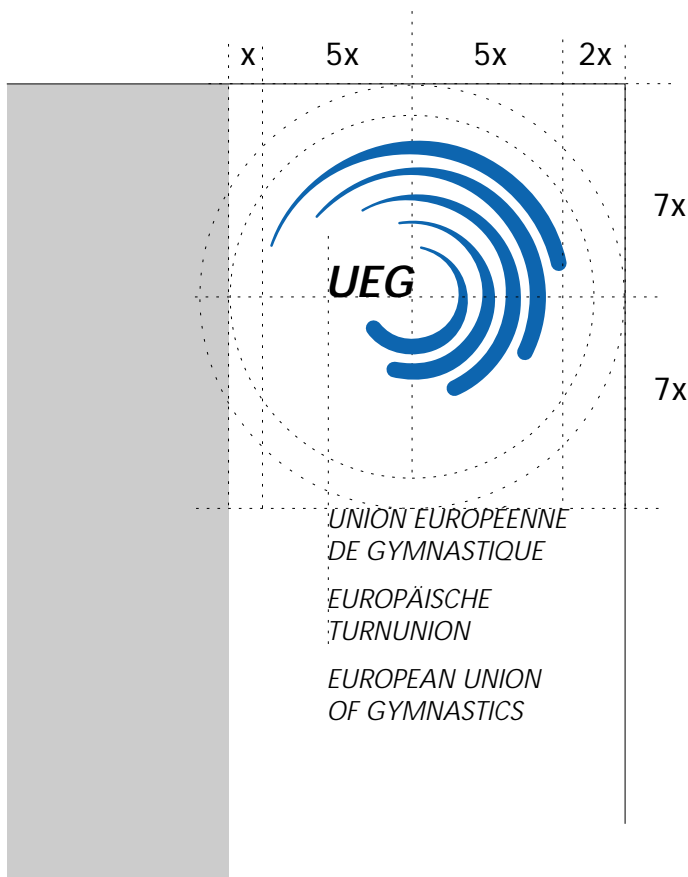 x 5x 5x 2x
7x
UEG
7x
UNION EUROPÉENNE
DE GYMNASTIQUE
EUROPÄISCHE
TURNUNION
EUROPEAN UNION
OF GYMNASTICS